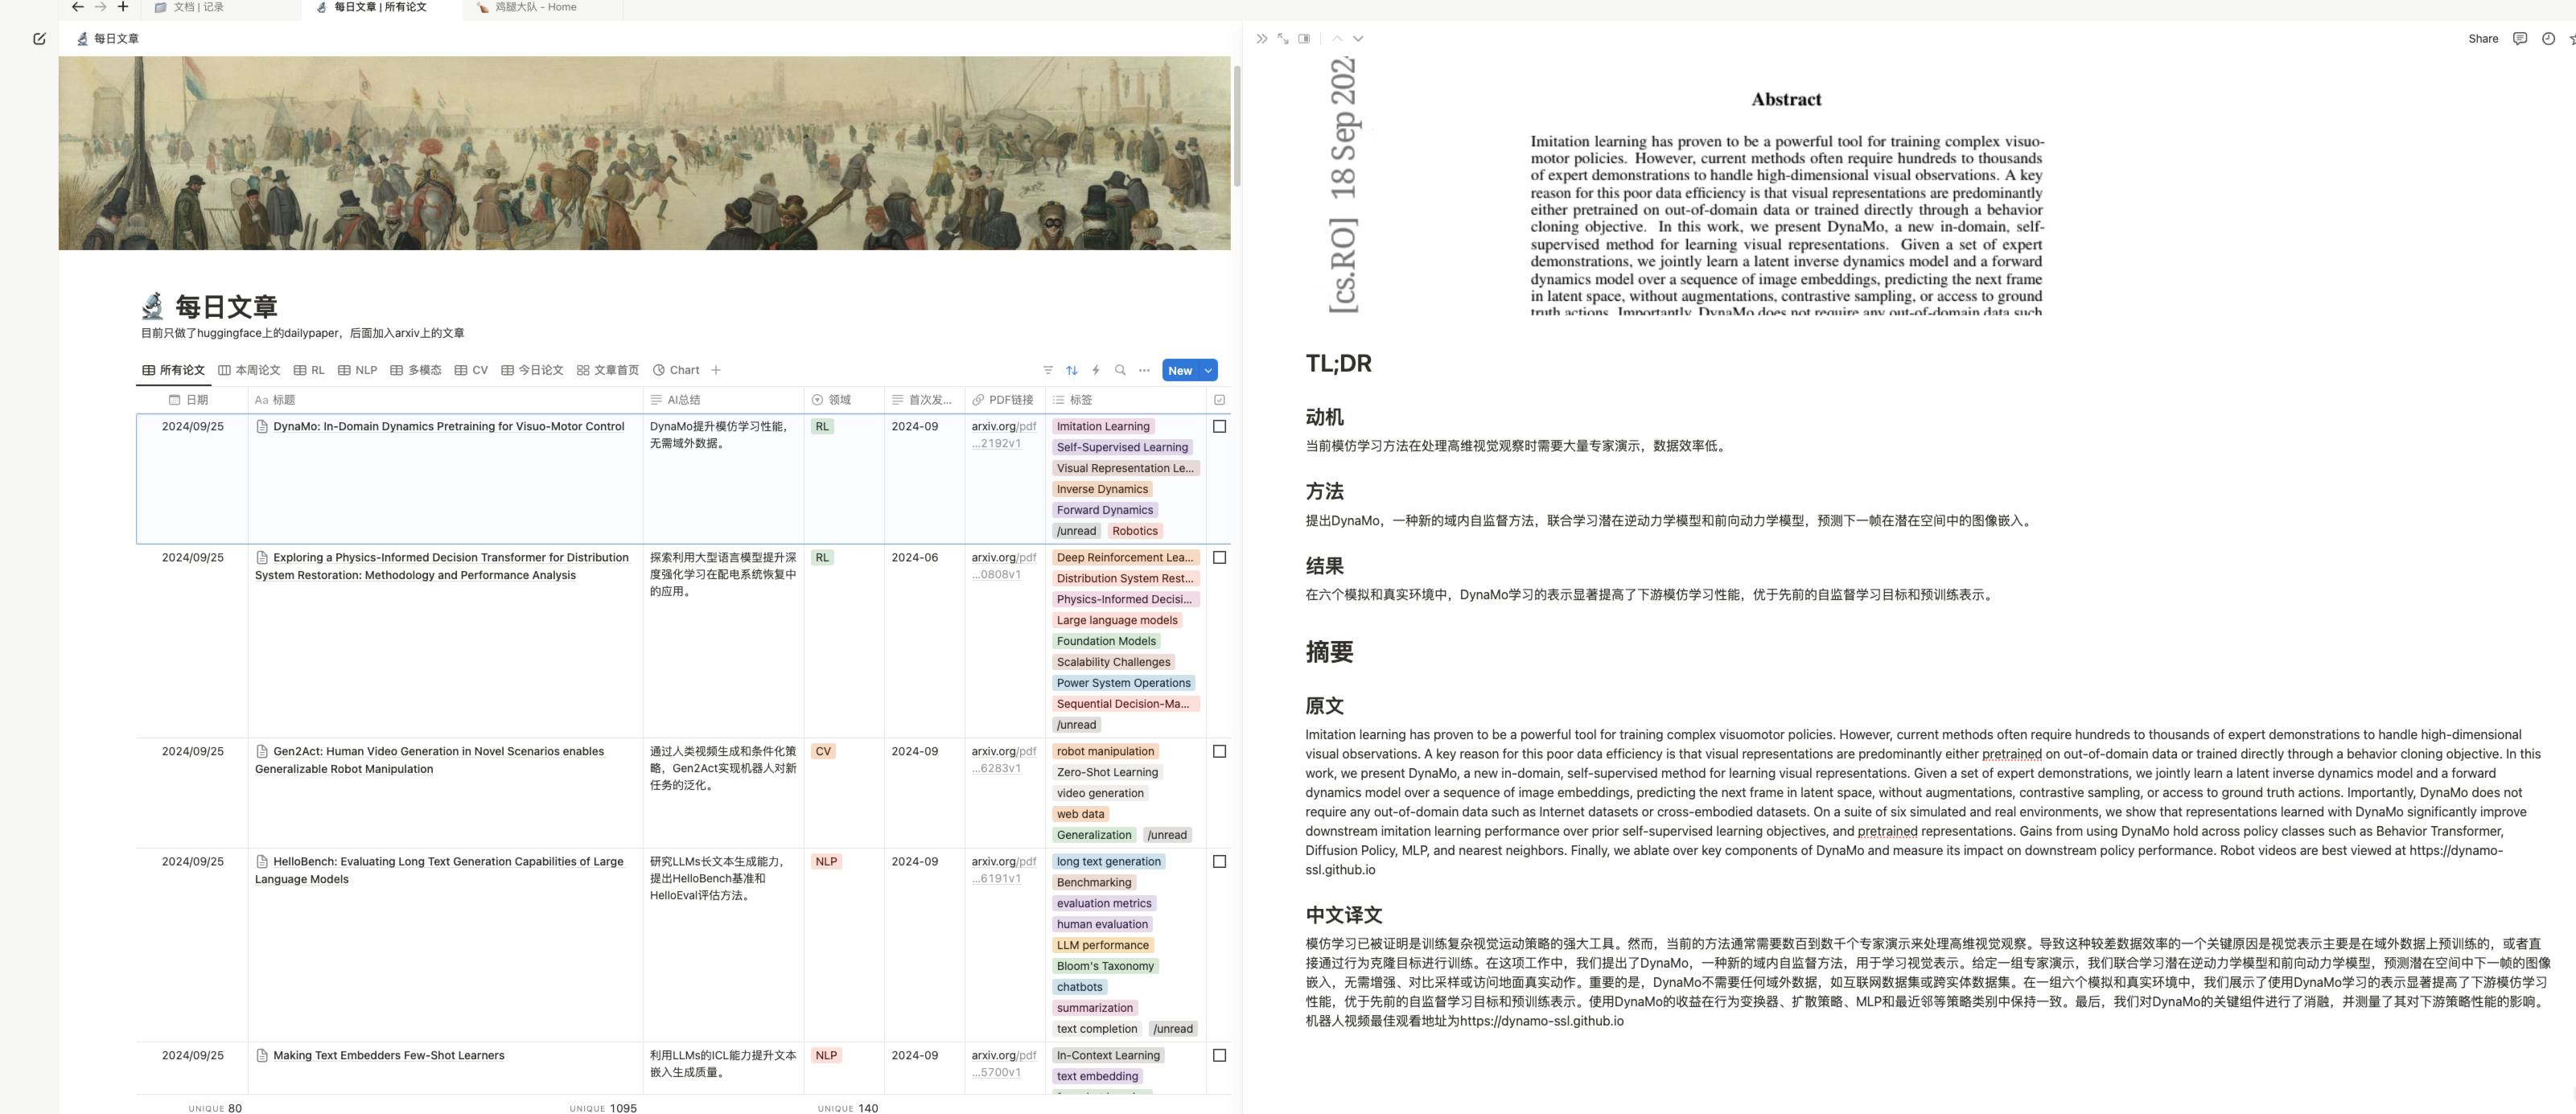 文档 | 记录
每日文章 | 所有论文
鸡腿大队 - Home
每日文章
每日文章
目前只做了huggingface上的dailypaper，后面加入arxiv上的文章
所有论文 本周论文 RL NLP 多模态 CV 今日论文 文章首页 Chart
New
日期 Aa 标题 AI总结 领域 首次发... PDF链接 标签
2024/09/25
DynaMo: In-Domain Dynamics Pretraining for Visuo-Motor Control
DynaMo提升模仿学习性能，
无需域外数据。
RL
2024-09
arxiv.org/pdf
...2192v1
Imitation Learning
Self-Supervised Learning
Visual Representation Le...
Inverse Dynamics
Forward Dynamics
/unread Robotics
2024/09/25
Exploring a Physics-Informed Decision Transformer for Distribution
System Restoration: Methodology and Performance Analysis
探索利用大型语言模型提升深
度强化学习在配电系统恢复中
的应用。
RL
2024-06
arxiv.org/pdf
...0808v1
Deep Reinforcement Lea...
Distribution System Rest...
Physics-Informed Decisi...
Large language models
Foundation Models
Scalability Challenges
Power System Operations
Sequential Decision-Ma...
/unread
2024/09/25
Gen2Act: Human Video Generation in Novel Scenarios enables
Generalizable Robot Manipulation
通过人类视频生成和条件化策
略，Gen2Act实现机器人对新
任务的泛化。
CV
2024-09
arxiv.org/pdf
...6283v1
robot manipulation
Zero-Shot Learning
video generation
web data
Generalization /unread
2024/09/25
HelloBench: Evaluating Long Text Generation Capabilities of Large
Language Models
研究LLMs长文本生成能力，
提出HelloBench基准和
HelloEval评估方法。
NLP
2024-09
arxiv.org/pdf
...6191v1
long text generation
Benchmarking
evaluation metrics
human evaluation
LLM performance
Bloom's Taxonomy
chatbots
summarization
text completion /unread
2024/09/25
Making Text Embedders Few-Shot Learners
利用LLMs的ICL能力提升文本
嵌入生成质量。
NLP
2024-09
arxiv.org/pdf
...5700v1
In-Context Learning
text embedding
UNIQUE 80
UNIQUE 1095
UNIQUE 140
Share
[cs.RO] 18 Sep 202
Abstract
Imitation learning has proven to be a powerful tool for training complex visuo-
motor policies. However, current methods often require hundreds to thousands
of expert demonstrations to handle high-dimensional visual observations. A key
reason for this poor data efficiency is that visual representations are predominantly
either pretrained on out-of-domain data or trained directly through a behavior
cloning objective. In this work, we present DynaMo, a new in-domain, self-
supervised method for learning visual representations. Given a set of expert
demonstrations, we jointly learn a latent inverse dynamics model and a forward
dynamics model over a sequence of image embeddings, predicting the next frame
in latent space, without augmentations, contrastive sampling, or access to ground
truth actions. Importantly, DynaMo does not require any out-of-domain data such
TL;DR
动机
当前模仿学习方法在处理高维视觉观察时需要大量专家演示，数据效率低。
方法
提出DynaMo，一种新的域内自监督方法，联合学习潜在逆动力学模型和前向动力学模型，预测下一帧在潜在空间中的图像嵌入。
结果
在六个模拟和真实环境中，DynaMo学习的表示显著提高了下游模仿学习性能，优于先前的自监督学习目标和预训练表示。
摘要
原文
Imitation learning has proven to be a powerful tool for training complex visuomotor policies. However, current methods often require hundreds to thousands of expert demonstrations to handle high-dimensional
visual observations. A key reason for this poor data efficiency is that visual representations are predominantly either pretrained on out-of-domain data or trained directly through a behavior cloning objective. In this
work, we present DynaMo, a new in-domain, self-supervised method for learning visual representations. Given a set of expert demonstrations, we jointly learn a latent inverse dynamics model and a forward
dynamics model over a sequence of image embeddings, predicting the next frame in latent space, without augmentations, contrastive sampling, or access to ground truth actions. Importantly, DynaMo does not
require any out-of-domain data such as Internet datasets or cross-embodied datasets. On a suite of six simulated and real environments, we show that representations learned with DynaMo significantly improve
downstream imitation learning performance over prior self-supervised learning objectives, and pretrained representations. Gains from using DynaMo hold across policy classes such as Behavior Transformer,
Diffusion Policy, MLP, and nearest neighbors. Finally, we ablate over key components of DynaMo and measure its impact on downstream policy performance. Robot videos are best viewed at https://dynamo-
ssl.github.io
中文译文
模仿学习已被证明是训练复杂视觉运动策略的强大工具。然而，当前的方法通常需要数百到数千个专家演示来处理高维视觉观察。导致这种较差数据效率的一个关键原因是视觉表示主要是在域外数据上预训练的，或者直
接通过行为克隆目标进行训练。在这项工作中，我们提出了DynaMo，一种新的域内自监督方法，用于学习视觉表示。给定一组专家演示，我们联合学习潜在逆动力学模型和前向动力学模型，预测潜在空间中下一帧的图像
嵌入，无需增强、对比采样或访问地面真实动作。重要的是，DynaMo不需要任何域外数据，如互联网数据集或跨实体数据集。在一组六个模拟和真实环境中，我们展示了使用DynaMo学习的表示显著提高了下游模仿学习
性能，优于先前的自监督学习目标和预训练表示。使用DynaMo的收益在行为变换器、扩散策略、MLP和最近邻等策略类别中保持一致。最后，我们对DynaMo的关键组件进行了消融，并测量了其对下游策略性能的影响。
机器人视频最佳观看地址为https://dynamo-ssl.github.io